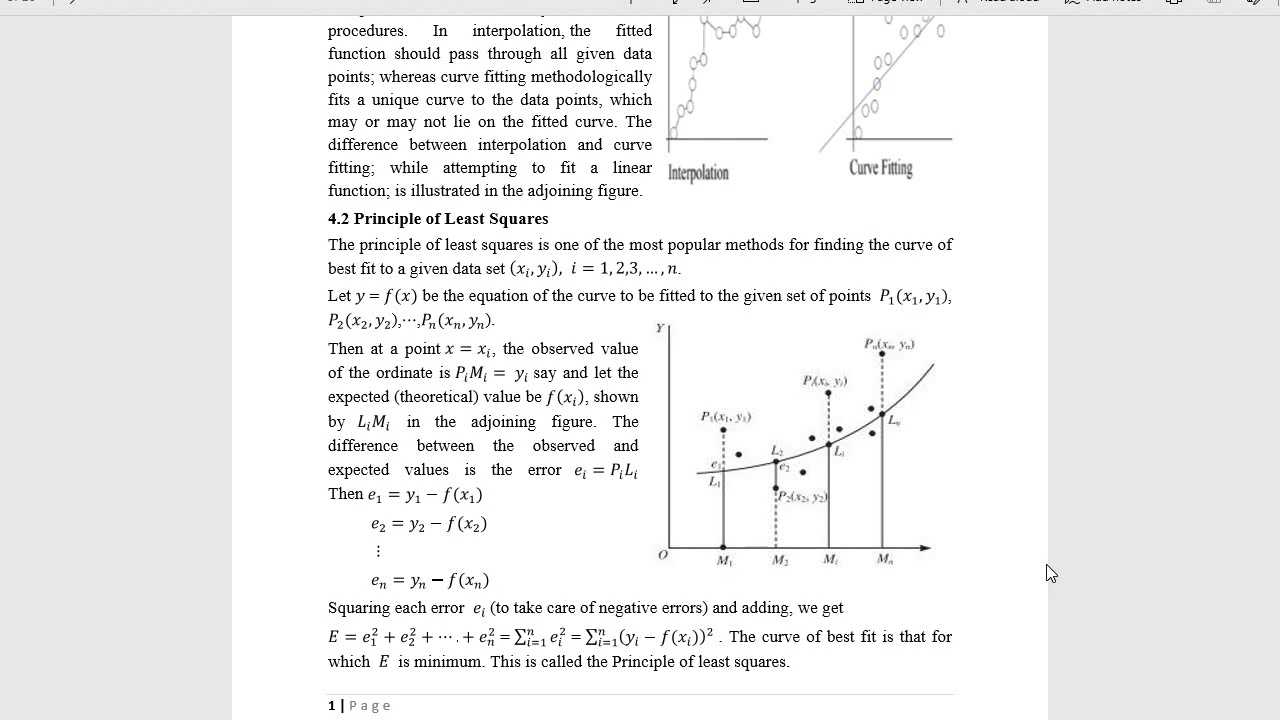 procedures. In interpolation, the fitted
function should pass through all given data
points; whereas curve fitting methodologically
fits a unique curve to the data points, which
may or may not lie on the fitted curve. The
difference between interpolation and curve
fitting; while attempting to fit a linear
function; is illustrated in the adjoining figure.
Interpolation
Curve Fitting
4.2 Principle of Least Squares
The principle of least squares is one of the most popular methods for finding the curve of
best fit to a given data set (xᵢ, yᵢ), i = 1,2,3, …, n.
Let y = f(x) be the equation of the curve to be fitted to the given set of points P₁(x₁, y₁),
P₂(x₂, y₂),⋯,Pₙ(xₙ, yₙ).
Then at a point x = xᵢ, the observed value
of the ordinate is PᵢMᵢ = yᵢ say and let the
expected (theoretical) value be f(xᵢ), shown
by LᵢMᵢ in the adjoining figure. The
difference between the observed and
expected values is the error eᵢ = PᵢLᵢ
Then e₁ = y₁ − f(x₁)
e₂ = y₂ − f(x₂)
⋮
eₙ = yₙ − f(xₙ)
Y
Pₙ(xₙ, yₙ)
Pᵢ(xᵢ, yᵢ)
P₁(x₁, y₁)
Lₙ
L₂
Lᵢ
e₁
e₂
L₁
P₂(x₂, y₂)
O
M₁
M₂
Mᵢ
Mₙ
Squaring each error eᵢ (to take care of negative errors) and adding, we get
E = e₁² + e₂² + ⋯ . + eₙ² = ∑ᵢ₌₁ⁿ eᵢ² = ∑ᵢ₌₁ⁿ(yᵢ − f(xᵢ))² . The curve of best fit is that for
which E is minimum. This is called the Principle of least squares.
1 | Page